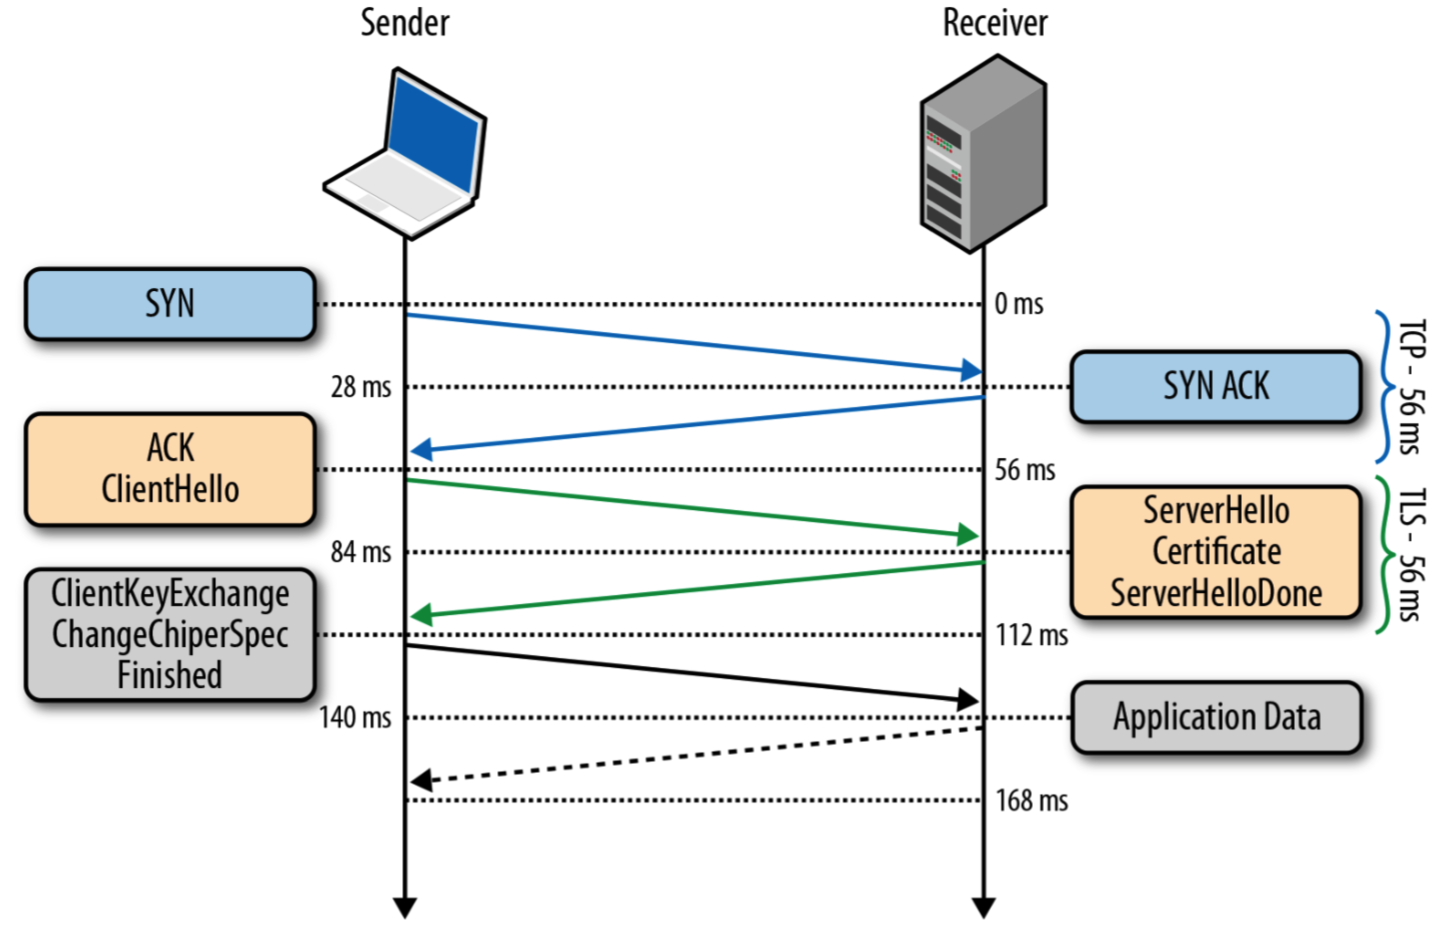 Sender
Receiver
SYN
0 ms
28 ms
SYN ACK
TCP - 56 ms
ACK
ClientHello
56 ms
ServerHello
Certificate
ServerHelloDone
TLS - 56 ms
84 ms
ClientKeyExchange
ChangeChiperSpec
Finished
112 ms
140 ms
Application Data
168 ms